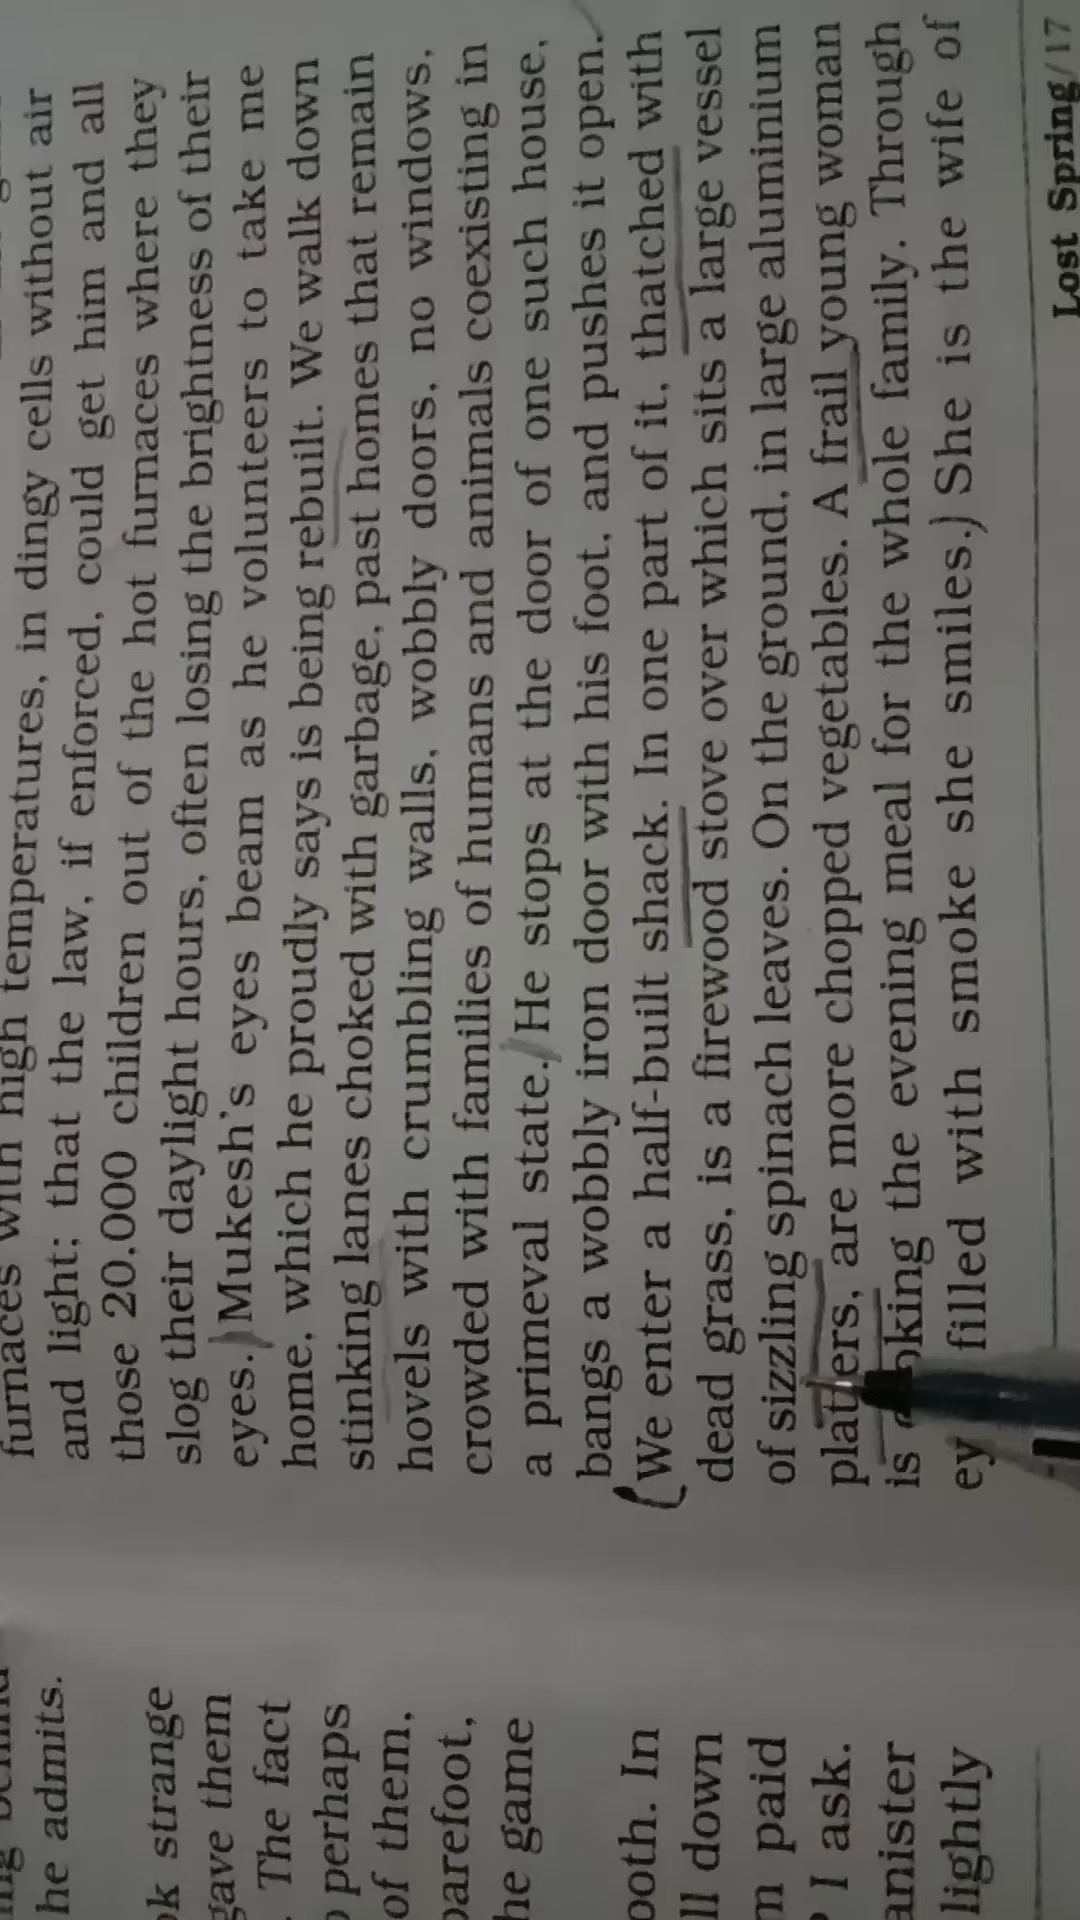 furnaces with high temperatures, in dingy cells without air
and light; that the law, if enforced, could get him and all
those 20,000 children out of the hot furnaces where they
slog their daylight hours, often losing the brightness of their
eyes. Mukesh's eyes beam as he volunteers to take me
home, which he proudly says is being rebuilt. We walk down
stinking lanes choked with garbage, past homes that remain
hovels with crumbling walls, wobbly doors, no windows,
crowded with families of humans and animals coexisting in
a primeval state. He stops at the door of one such house,
bangs a wobbly iron door with his foot, and pushes it open.
(We enter a half-built shack. In one part of it, thatched with
dead grass, is a firewood stove over which sits a large vessel
of sizzling spinach leaves. On the ground, in large aluminium
platters, are more chopped vegetables. A frail young woman
is the evening meal for the whole family. Through
filled with smoke she smiles.) She is the wife of
Lost Spring/17
he admits.
ok strange
gave them
. The fact
perhaps
of them,
barefoot,
he game
ooth. In
ll down
paid
I ask.
anister
lightly